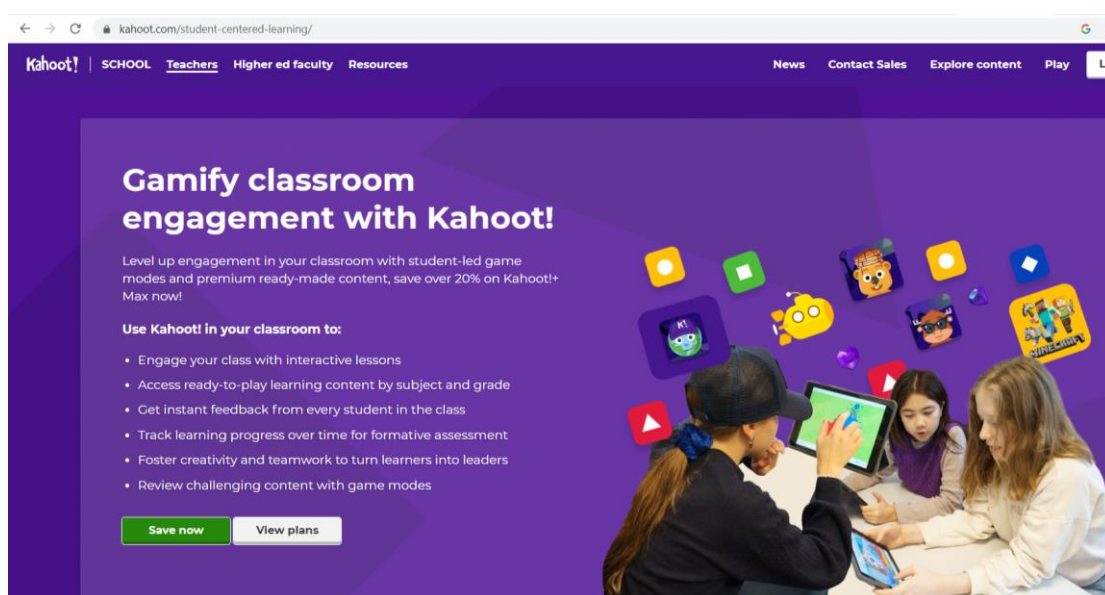 kahoot.com/student-centered-learning/
Kahoot! SCHOOL Teachers Higher ed faculty Resources News Contact Sales Explore content Play L
Gamify classroom
engagement with Kahoot!
Level up engagement in your classroom with student-led game
modes and premium ready-made content, save over 20% on Kahoot!+
Max now!
Use Kahoot! in your classroom to:
• Engage your class with interactive lessons
• Access ready-to-play learning content by subject and grade
• Get instant feedback from every student in the class
• Track learning progress over time for formative assessment
• Foster creativity and teamwork to turn learners into leaders
• Review challenging content with game modes
Save now View plans
K!
MINECRAFT